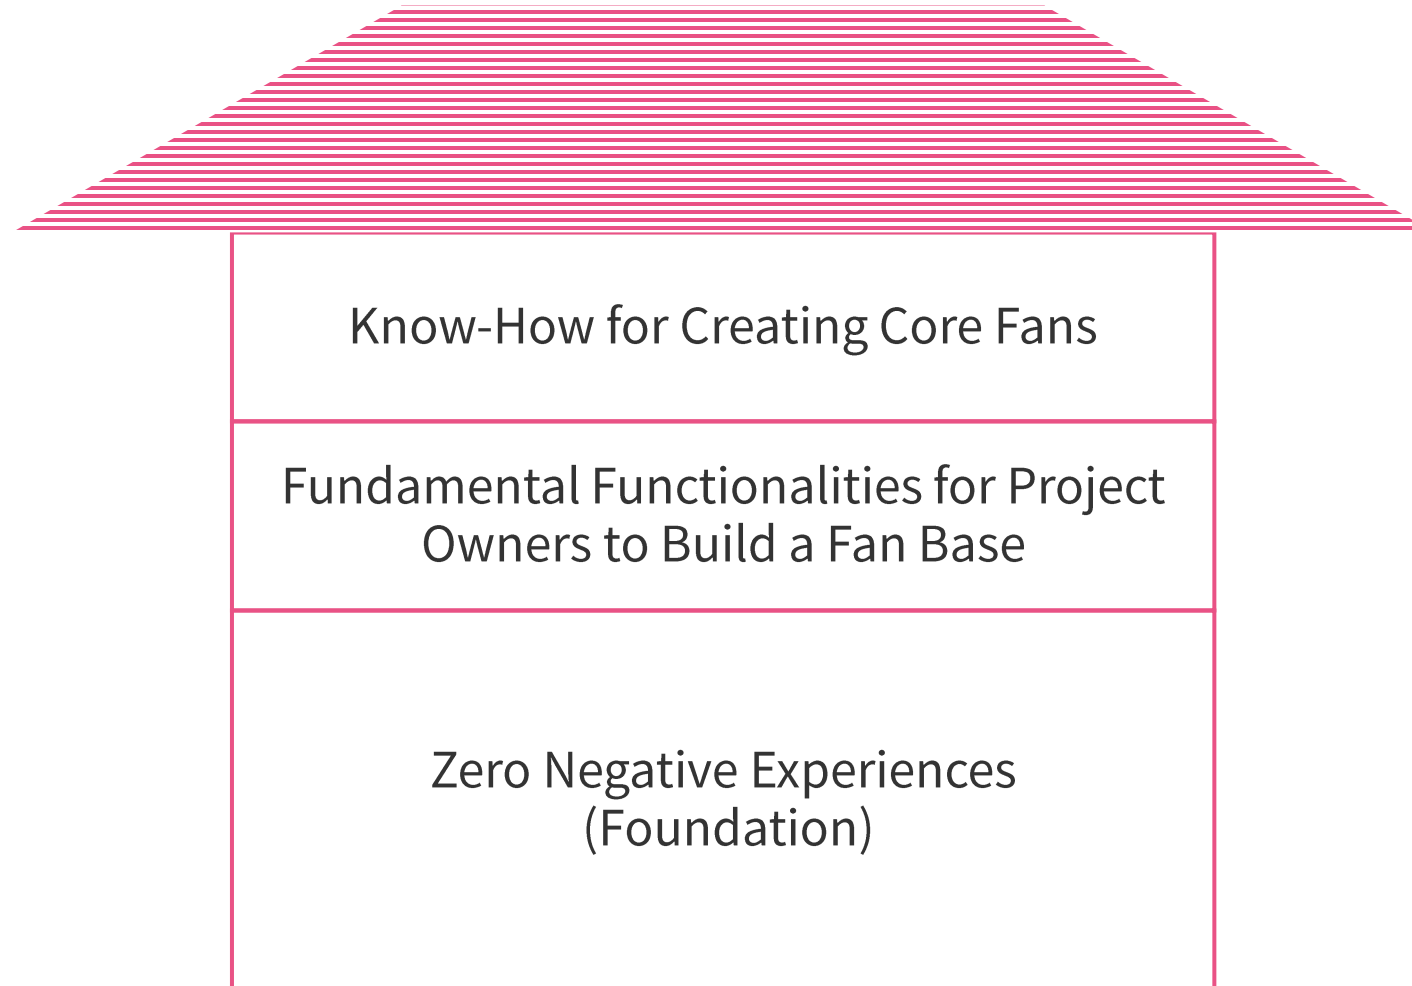 Know-How for Creating Core Fans
Fundamental Functionalities for Project
Owners to Build a Fan Base
Zero Negative Experiences
(Foundation)